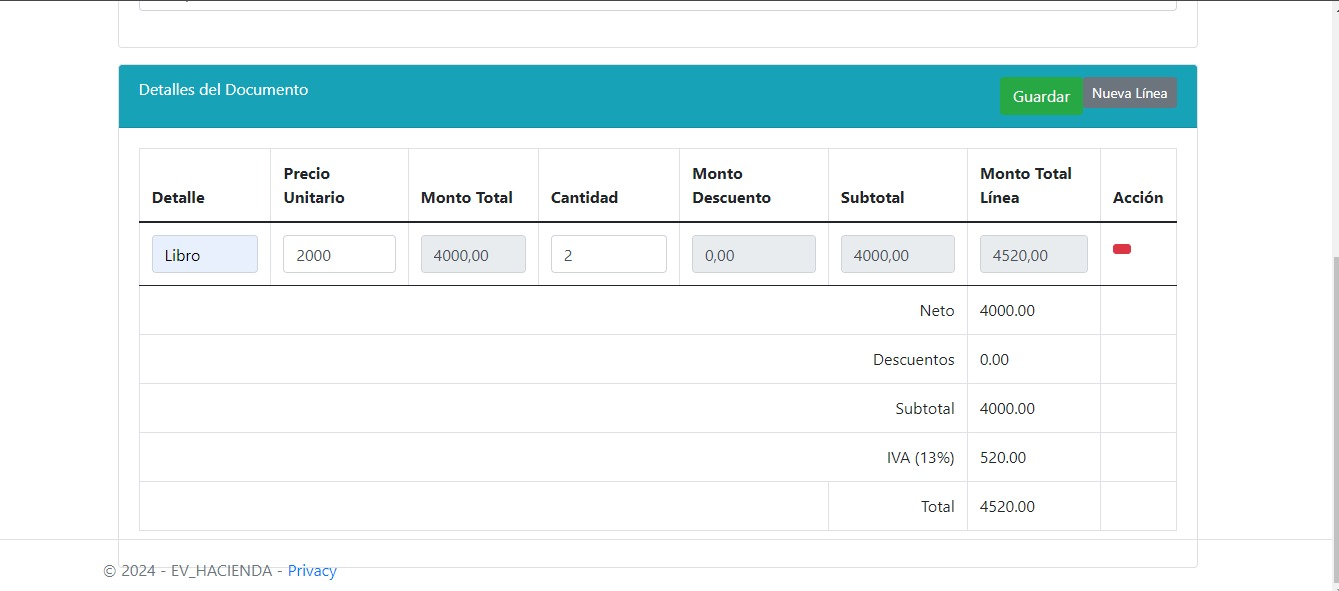 Detalles del Documento
Guardar
Nueva Línea
Detalle
Precio
Unitario
Monto Total
Cantidad
Monto
Descuento
Subtotal
Monto Total
Línea
Acción
Libro
2000
4000,00
2
0,00
4000,00
4520,00
Neto 4000.00
Descuentos 0.00
Subtotal 4000.00
IVA (13%) 520.00
Total 4520.00
© 2024 - EV_HACIENDA - Privacy